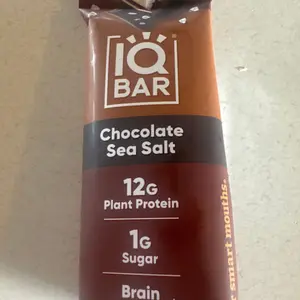 IQ
BAR
Chocolate
Sea Salt
12G
Plant Protein
1G
Sugar
Brain
smart mouths.